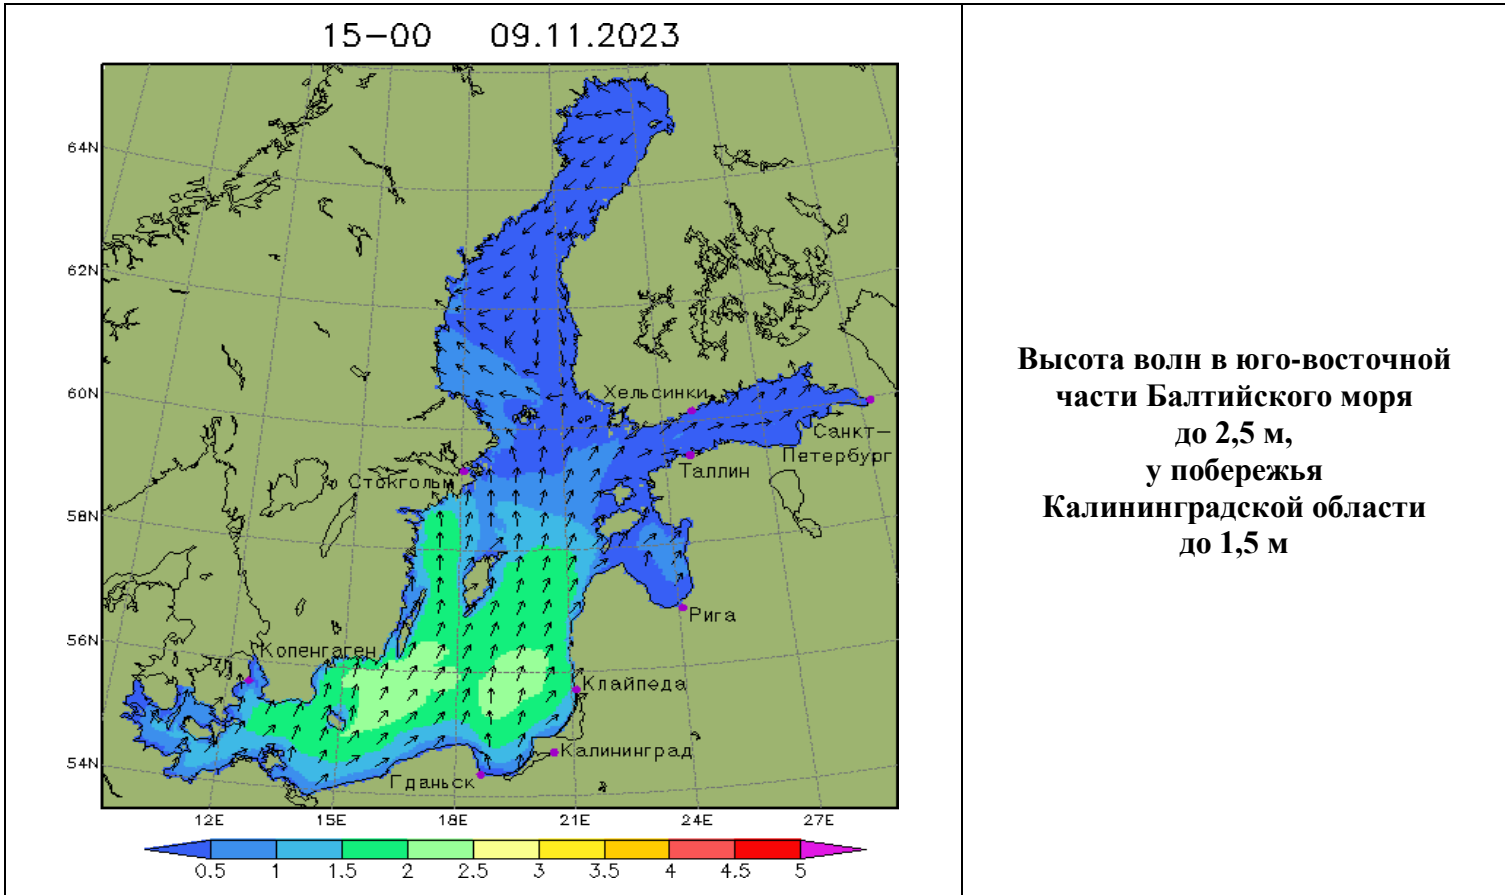 15-00 09.11.2023
64N
62N
60N
58N
56N
54N
Хельсинки
Санкт-
Петербург
Таллин
Стокгольм
Рига
Копенгаген
Клайпеда
Калининград
Гданьск
12E 15E 18E 21E 24E 27E
0.5 1 1.5 2 2.5 3 3.5 4 4.5 5
Высота волн в юго-восточной
части Балтийского моря
до 2,5 м,
у побережья
Калининградской области
до 1,5 м